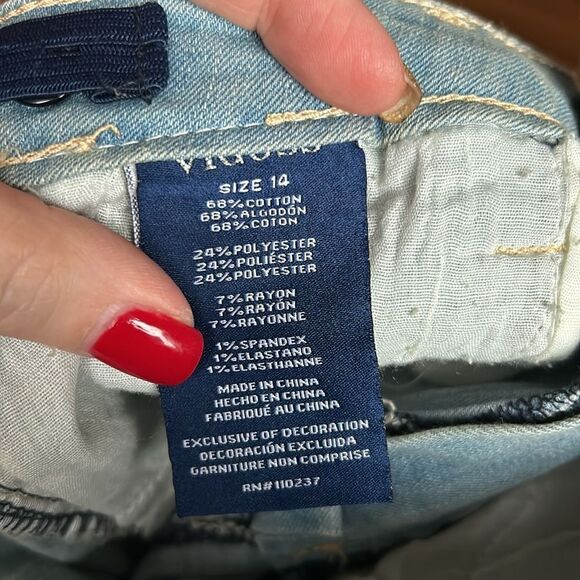 VIGOSS
SIZE 14
68% COTTON
68% ALGODÓN
68% COTON
24% POLYESTER
24% POLIÉSTER
24% POLYESTER
7% RAYON
7% RAYÓN
7% RAYONNE
1% SPANDEX
1% ELASTANO
1% ELASTHANNE
MADE IN CHINA
HECHO EN CHINA
FABRIQUÉ AU CHINA
EXCLUSIVE OF DECORATION
DECORACIÓN EXCLUIDA
GARNITURE NON COMPRISE
RN#110237